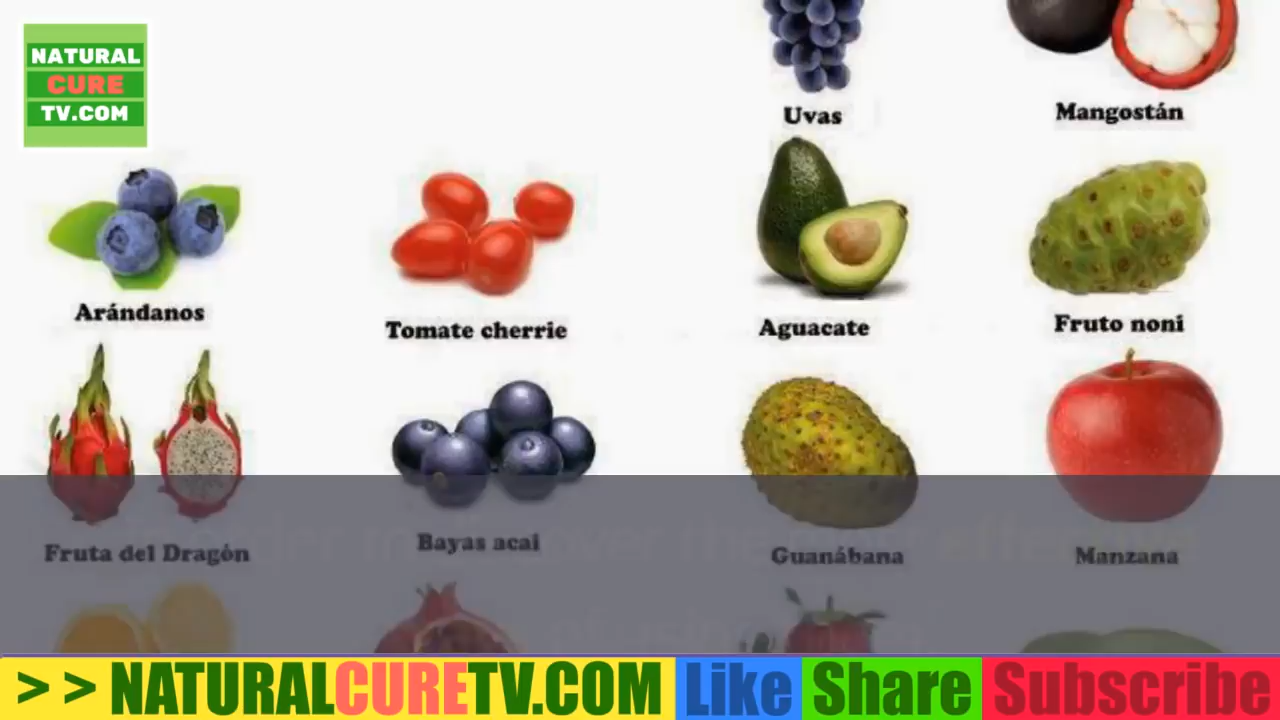 NATURAL
CURE
TV.COM
Uvas
Mangostán
Arándanos
Tomate cherrie
Aguacate
Fruto noni
Fruta del Dragón
Bayas acai
Guanábana
Manzana
> > NATURALCURETV.COM Like Share Subscribe